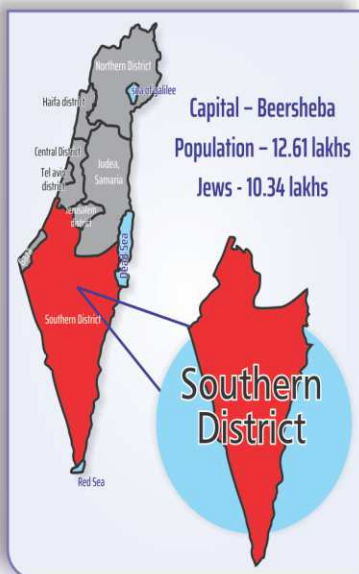 Northern District
sea of galilee
Haifa district
Central District
Tel aviv
district
Judea,
Samaria
Jerusalem
district
Gaza
Dead Sea
Southern District
Red Sea
Capital – Beersheba
Population – 12.61 lakhs
Jews - 10.34 lakhs
Southern
District